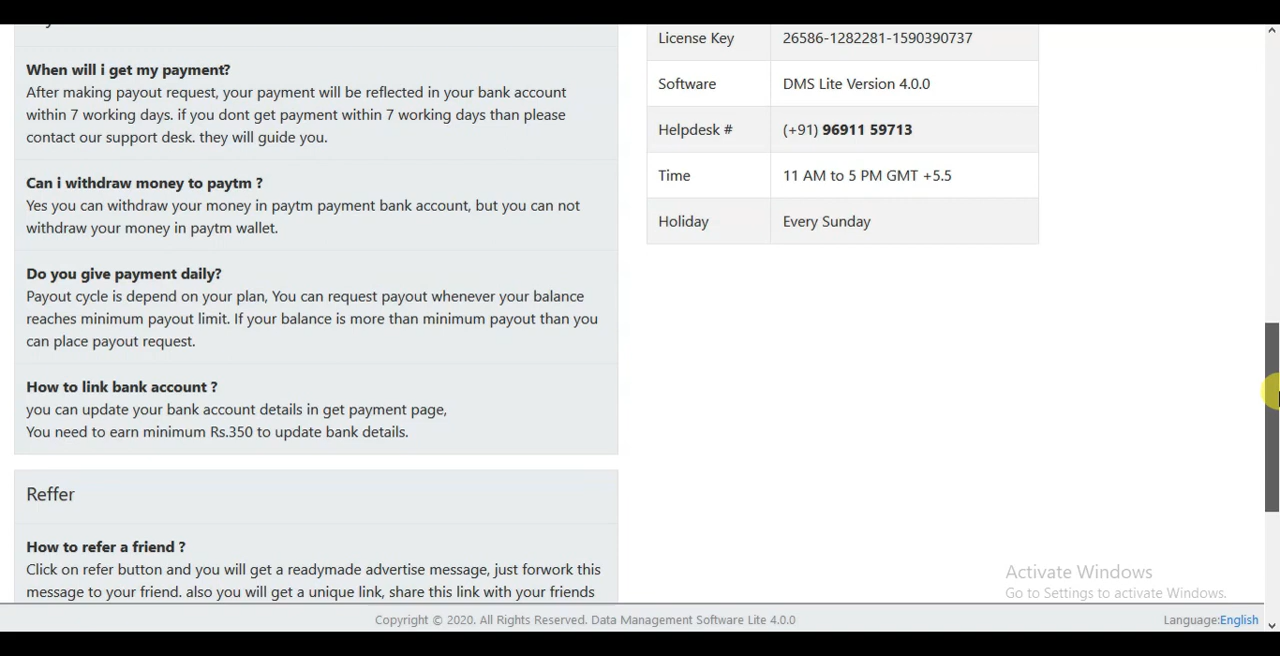 When will i get my payment?
After making payout request, your payment will be reflected in your bank account
within 7 working days. if you dont get payment within 7 working days than please
contact our support desk. they will guide you.
Can i withdraw money to paytm ?
Yes you can withdraw your money in paytm payment bank account, but you can not
withdraw your money in paytm wallet.
Do you give payment daily?
Payout cycle is depend on your plan, You can request payout whenever your balance
reaches minimum payout limit. If your balance is more than minimum payout than you
can place payout request.
How to link bank account ?
you can update your bank account details in get payment page,
You need to earn minimum Rs.350 to update bank details.
Reffer
How to refer a friend ?
Click on refer button and you will get a readymade advertise message, just forwork this
message to your friend. also you will get a unique link, share this link with your friends
License Key 26586-1282281-1590390737
Software DMS Lite Version 4.0.0
Helpdesk # (+91) 96911 59713
Time 11 AM to 5 PM GMT +5.5
Holiday Every Sunday
Activate Windows
Go to Settings to activate Windows.
Copyright © 2020. All Rights Reserved. Data Management Software Lite 4.0.0
Language:English